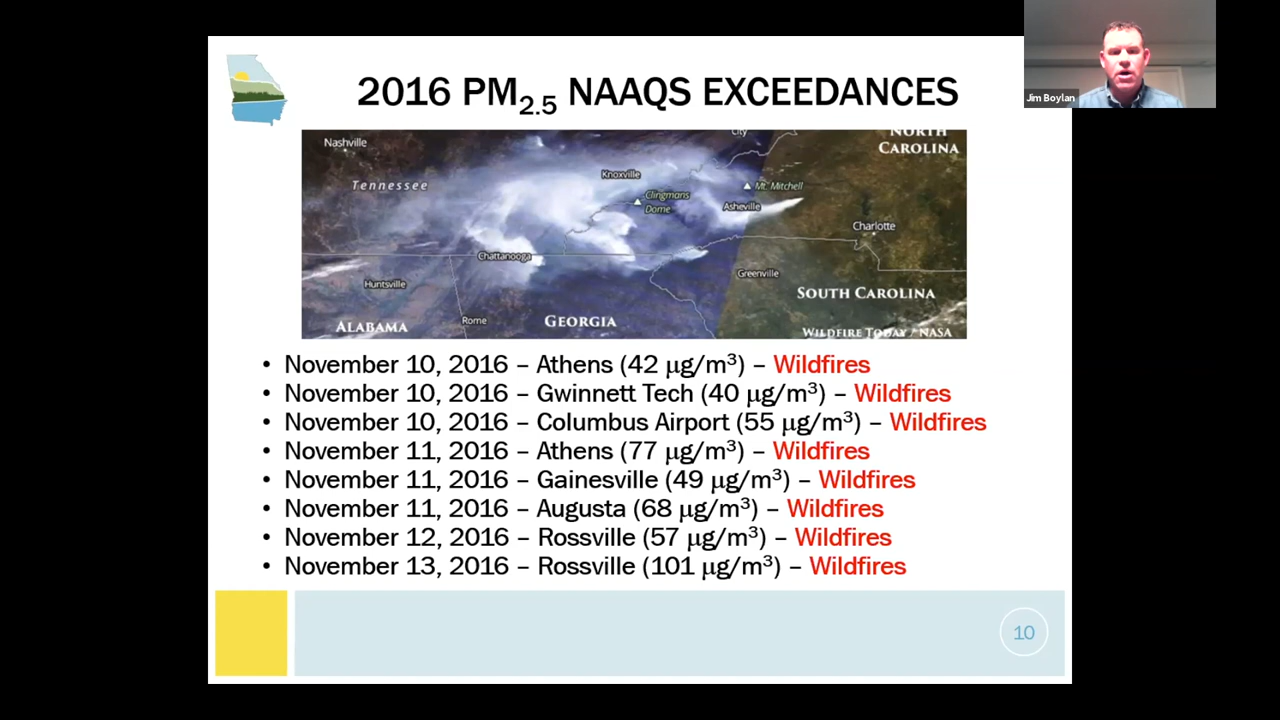 Jim Boylan
2016 PM2.5 NAAQS EXCEEDANCES
Nashville
City
NORTH
CAROLINA
Tennessee
Knoxville
Clingmans
Dome
Mt. Mitchell
Asheville
Charlotte
Chattanooga
Huntsville
Greenville
SOUTH CAROLINA
Rome
GEORGIA
ALABAMA
WILDFIRE TODAY / NASA
• November 10, 2016 – Athens (42 µg/m³) – Wildfires
• November 10, 2016 – Gwinnett Tech (40 µg/m³) – Wildfires
• November 10, 2016 – Columbus Airport (55 µg/m³) – Wildfires
• November 11, 2016 – Athens (77 µg/m³) – Wildfires
• November 11, 2016 – Gainesville (49 µg/m³) – Wildfires
• November 11, 2016 – Augusta (68 µg/m³) – Wildfires
• November 12, 2016 – Rossville (57 µg/m³) – Wildfires
• November 13, 2016 – Rossville (101 µg/m³) – Wildfires
10